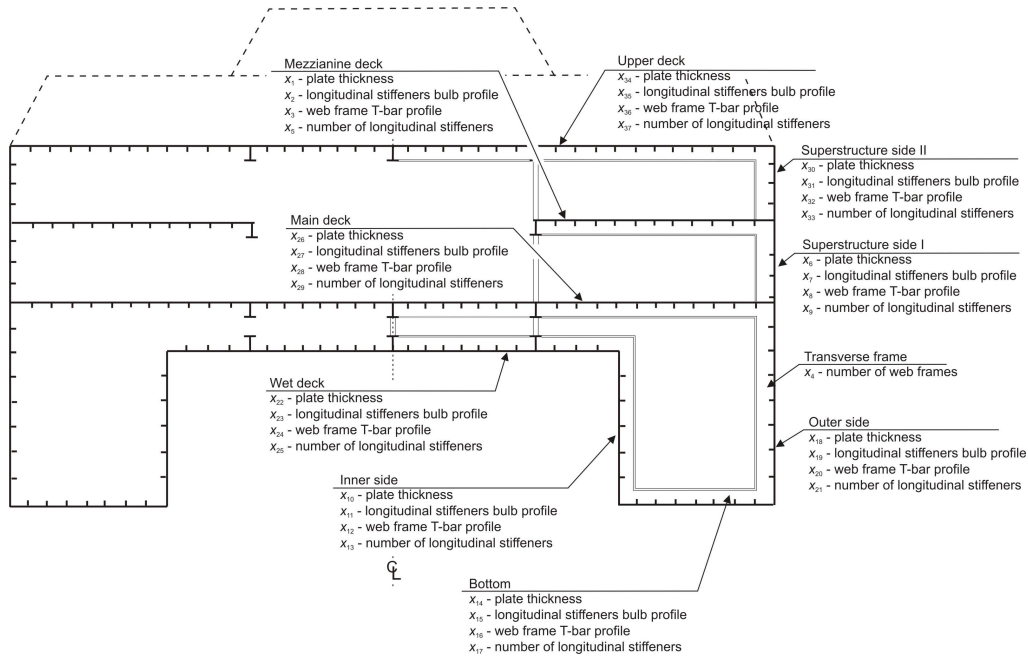 Mezzianine deck
x₁ - plate thickness
x₂ - longitudinal stiffeners bulb profile
x₃ - web frame T-bar profile
x₅ - number of longitudinal stiffeners
Upper deck
x₃₄ - plate thickness
x₃₅ - longitudinal stiffeners bulb profile
x₃₆ - web frame T-bar profile
x₃₇ - number of longitudinal stiffeners
Superstructure side II
x₃₀ - plate thickness
x₃₁ - longitudinal stiffeners bulb profile
x₃₂ - web frame T-bar profile
x₃₃ - number of longitudinal stiffeners
Main deck
x₂₆ - plate thickness
x₂₇ - longitudinal stiffeners bulb profile
x₂₈ - web frame T-bar profile
x₂₉ - number of longitudinal stiffeners
Superstructure side I
x₆ - plate thickness
x₇ - longitudinal stiffeners bulb profile
x₈ - web frame T-bar profile
x₉ - number of longitudinal stiffeners
Transverse frame
x₄ - number of web frames
Wet deck
x₂₂ - plate thickness
x₂₃ - longitudinal stiffeners bulb profile
x₂₄ - web frame T-bar profile
x₂₅ - number of longitudinal stiffeners
Outer side
x₁₈ - plate thickness
x₁₉ - longitudinal stiffeners bulb profile
x₂₀ - web frame T-bar profile
x₂₁ - number of longitudinal stiffeners
Inner side
x₁₀ - plate thickness
x₁₁ - longitudinal stiffeners bulb profile
x₁₂ - web frame T-bar profile
x₁₃ - number of longitudinal stiffeners
℄
Bottom
x₁₄ - plate thickness
x₁₅ - longitudinal stiffeners bulb profile
x₁₆ - web frame T-bar profile
x₁₇ - number of longitudinal stiffeners